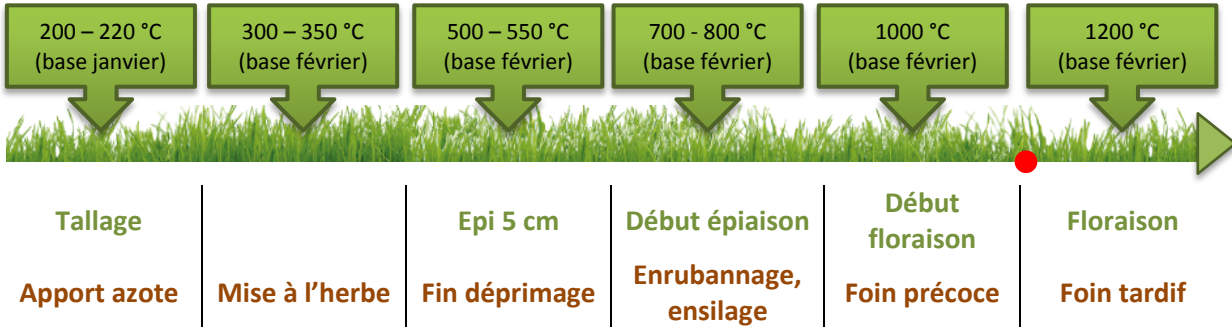 200 – 220 °C
(base janvier)
300 – 350 °C
(base février)
500 – 550 °C
(base février)
700 - 800 °C
(base février)
1000 °C
(base février)
1200 °C
(base février)
Tallage
Epi 5 cm
Début épiaison
Début
floraison
Floraison
Apport azote
Mise à l’herbe
Fin déprimage
Enrubannage,
ensilage
Foin précoce
Foin tardif